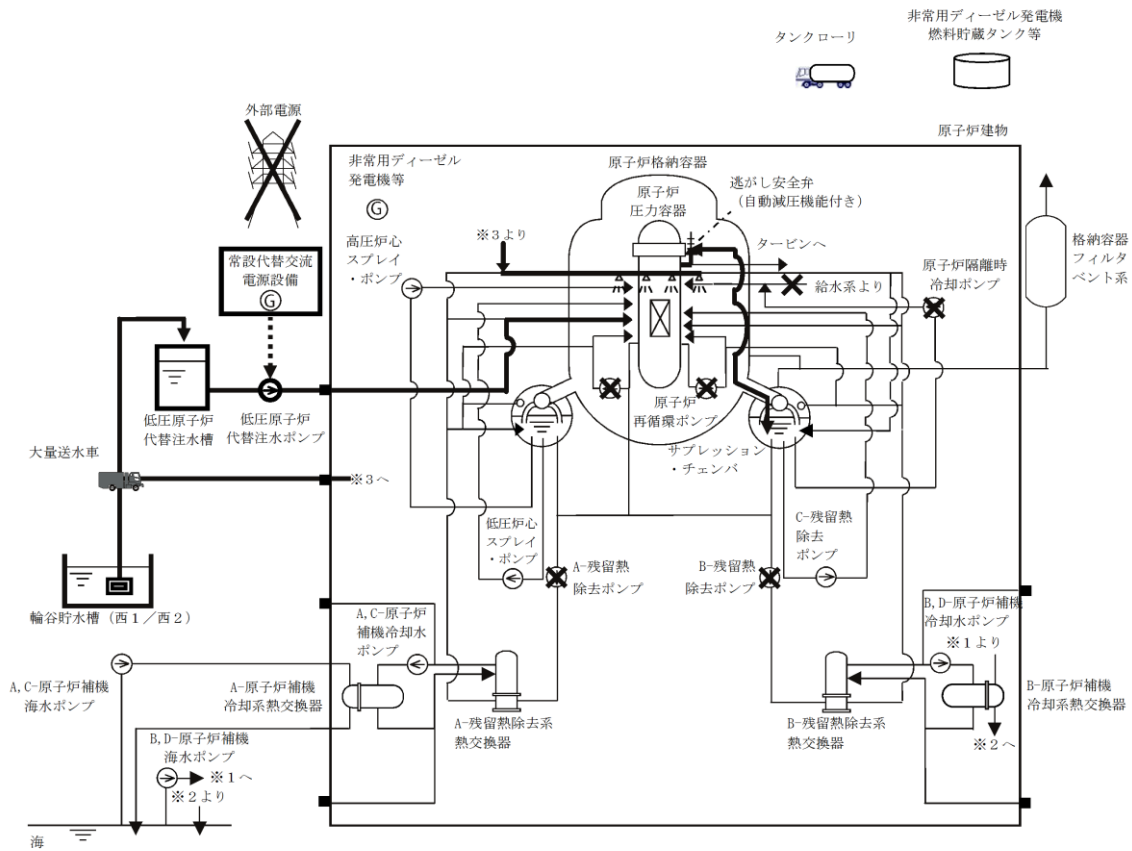 非常用ディーゼル発電機
燃料貯蔵タンク等
タンクローリ
外部電源
原子炉建物
非常用ディーゼル
発電機等
G
原子炉格納容器
原子炉
圧力容器
逃がし安全弁
(自動減圧機能付き)
※3より
タービンへ
高圧炉心
スプレイ
・ポンプ
給水系より
原子炉隔離時
冷却ポンプ
格納容器
フィルタ
ベント系
常設代替交流
電源設備
G
低圧原子炉
代替注水槽
低圧原子炉
代替注水ポンプ
原子炉
再循環ポンプ
サプレッション
・チェンバ
大量送水車
※3へ
低圧炉心
スプレイ
・ポンプ
A-残留熱
除去ポンプ
B-残留熱
除去ポンプ
C-残留熱
除去
ポンプ
輪谷貯水槽(西1/西2)
A,C-原子炉
補機冷却水
ポンプ
B,D-原子炉補機
冷却水ポンプ
※1より
A,C-原子炉補機
海水ポンプ
A-原子炉補機
冷却系熱交換器
A-残留熱除去系
熱交換器
B-残留熱除去系
熱交換器
B-原子炉補機
冷却系熱交換器
※2へ
B,D-原子炉補機
海水ポンプ
※1へ
※2より
海